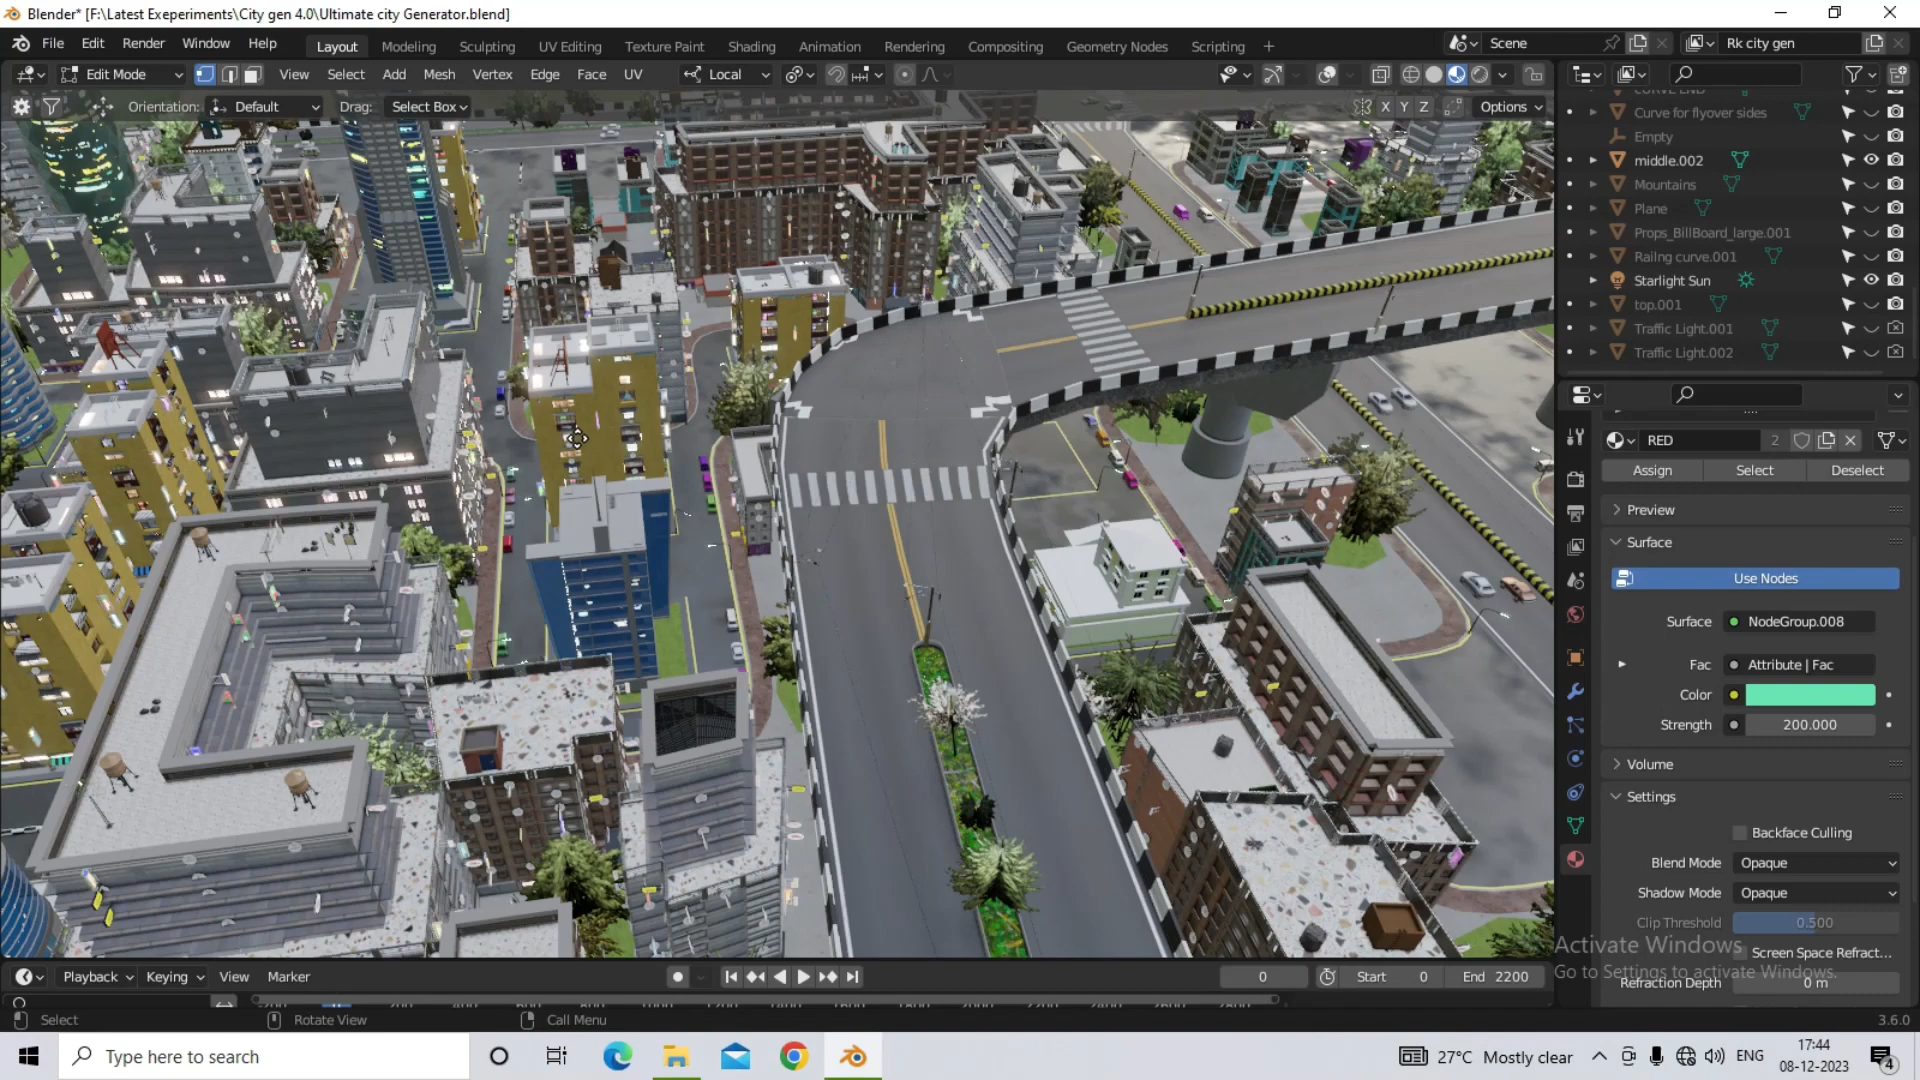 Blender* [F:\Latest Exeperiments\City gen 4.0\Ultimate city Generator.blend]
File Edit Render Window Help Layout Modeling Sculpting UV Editing Texture Paint Shading Animation Rendering Compositing Geometry Nodes Scripting + Scene Rk city gen
Edit Mode View Select Add Mesh Vertex Edge Face UV Local
Orientation: Default Drag: Select Box X Y Z Options
Curve for flyover sides
Empty
middle.002
Mountains
Plane
Props_BillBoard_large.001
Railng curve.001
Starlight Sun
top.001
Traffic Light.001
Traffic Light.002
RED 2
Assign Select Deselect
Preview
Surface
Use Nodes
Surface NodeGroup.008
Fac Attribute | Fac
Color
Strength 200.000
Volume
Settings
Backface Culling
Blend Mode Opaque
Shadow Mode Opaque
Clip Threshold 0.500
Activate Windows
Screen Space Refract...
Go to Settings to activate Windows.
Refraction Depth 0 m
Playback Keying View Marker 0 Start 0 End 2200
Select Rotate View Call Menu 3.6.0
Type here to search 27°C Mostly clear ENG 17:44
08-12-2023 4